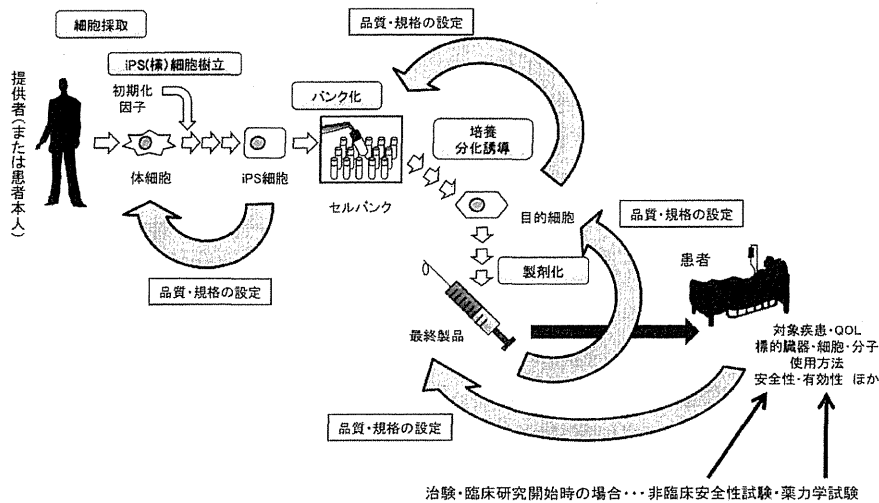 細胞採取
品質・規格の設定
iPS(様)細胞樹立
提供者(または患者本人)
初期化
因子
バンク化
培養
分化誘導
体細胞
iPS細胞
セルバンク
目的細胞
品質・規格の設定
品質・規格の設定
製剤化
患者
最終製品
対象疾患・QOL
標的臓器・細胞・分子
使用方法
安全性・有効性 ほか
品質・規格の設定
治験・臨床研究開始時の場合・・・非臨床安全性試験・薬力学試験